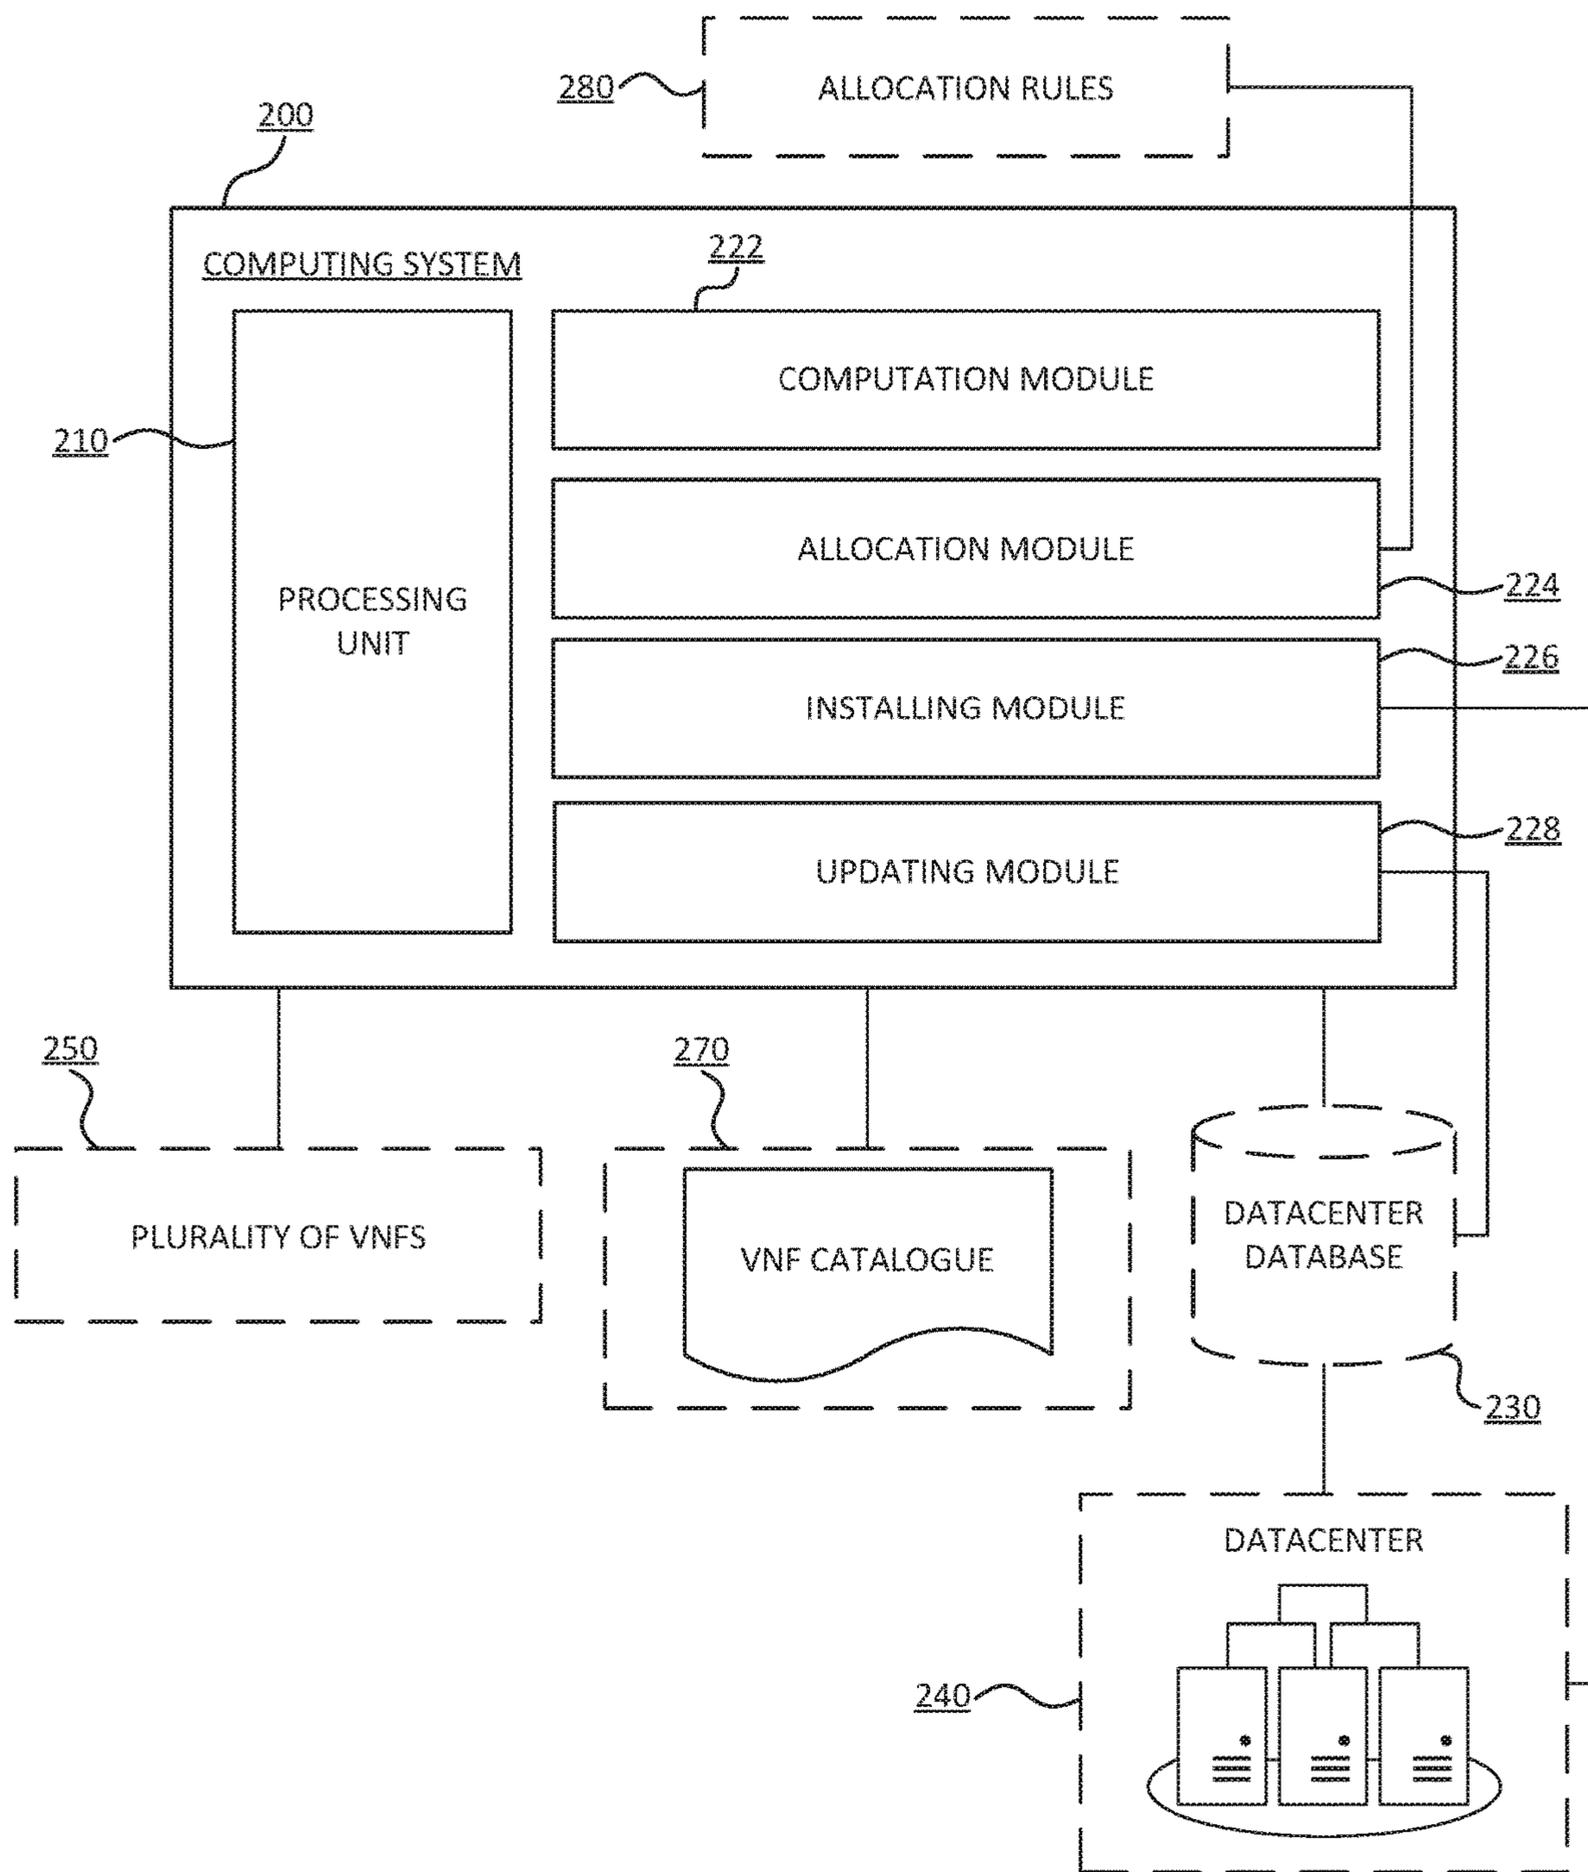 280
ALLOCATION RULES
200
COMPUTING SYSTEM
222
COMPUTATION MODULE
210
ALLOCATION MODULE
224
PROCESSING
UNIT
226
INSTALLING MODULE
228
UPDATING MODULE
250
270
PLURALITY OF VNFS
VNF CATALOGUE
DATACENTER
DATABASE
230
DATACENTER
240